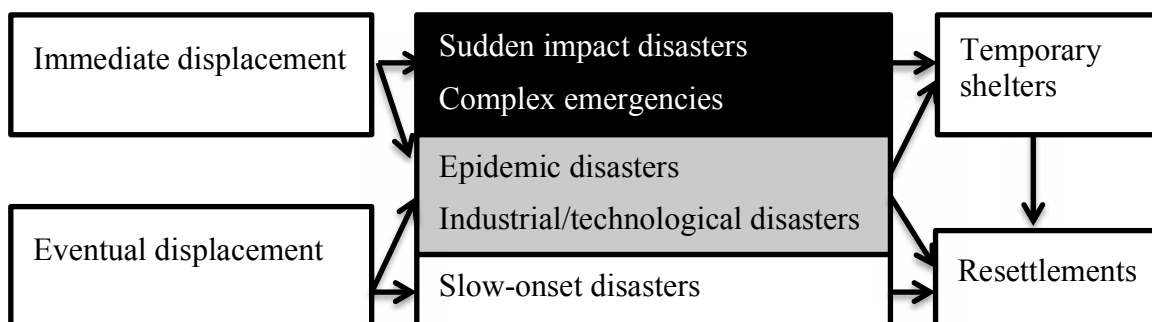 Immediate displacement
Eventual displacement
Sudden impact disasters
Complex emergencies
Epidemic disasters
Industrial/technological disasters
Slow-onset disasters
Temporary
shelters
Resettlements